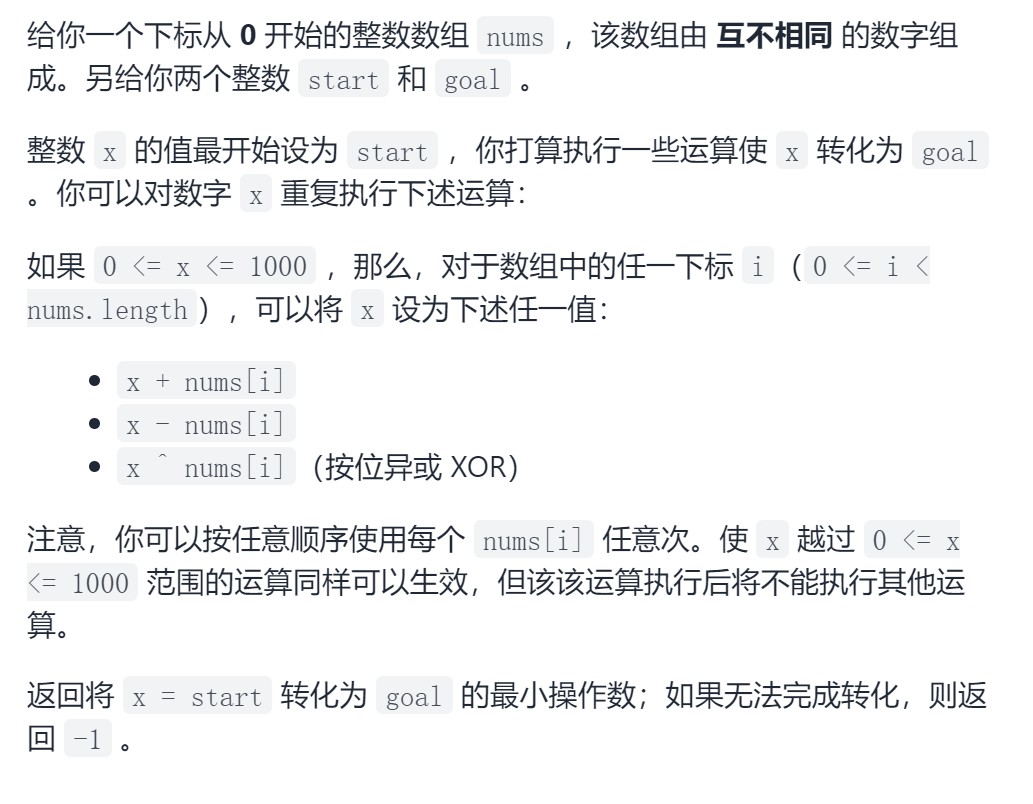 给你一个下标从 0 开始的整数数组 nums ，该数组由 互不相同 的数字组
成。另给你两个整数 start 和 goal 。
整数 x 的值最开始设为 start ，你打算执行一些运算使 x 转化为 goal
。你可以对数字 x 重复执行下述运算：
如果 0 <= x <= 1000 ，那么，对于数组中的任一下标 i （ 0 <= i <
nums.length ），可以将 x 设为下述任一值：
• x + nums[i]
• x - nums[i]
• x ^ nums[i] （按位异或 XOR）
注意，你可以按任意顺序使用每个 nums[i] 任意次。使 x 越过 0 <= x
<= 1000 范围的运算同样可以生效，但该该运算执行后将不能执行其他运
算。
返回将 x = start 转化为 goal 的最小操作数；如果无法完成转化，则返
回 -1 。